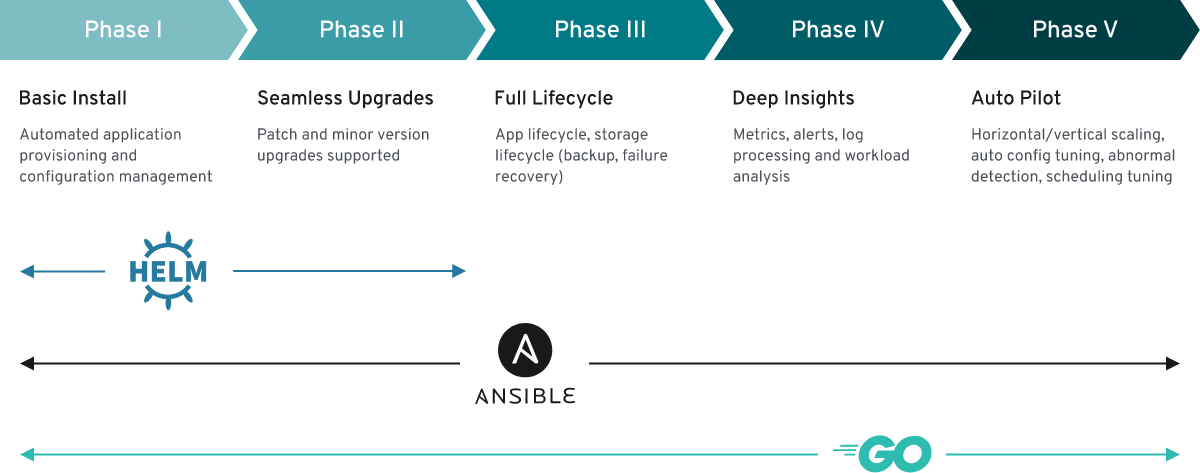 Phase I
Phase II
Phase III
Phase IV
Phase V
Basic Install
Automated application
provisioning and
configuration management
Seamless Upgrades
Patch and minor version
upgrades supported
Full Lifecycle
App lifecycle, storage
lifecycle (backup, failure
recovery)
Deep Insights
Metrics, alerts, log
processing and workload
analysis
Auto Pilot
Horizontal/vertical scaling,
auto config tuning, abnormal
detection, scheduling tuning
HELM
ANSIBLE
GO